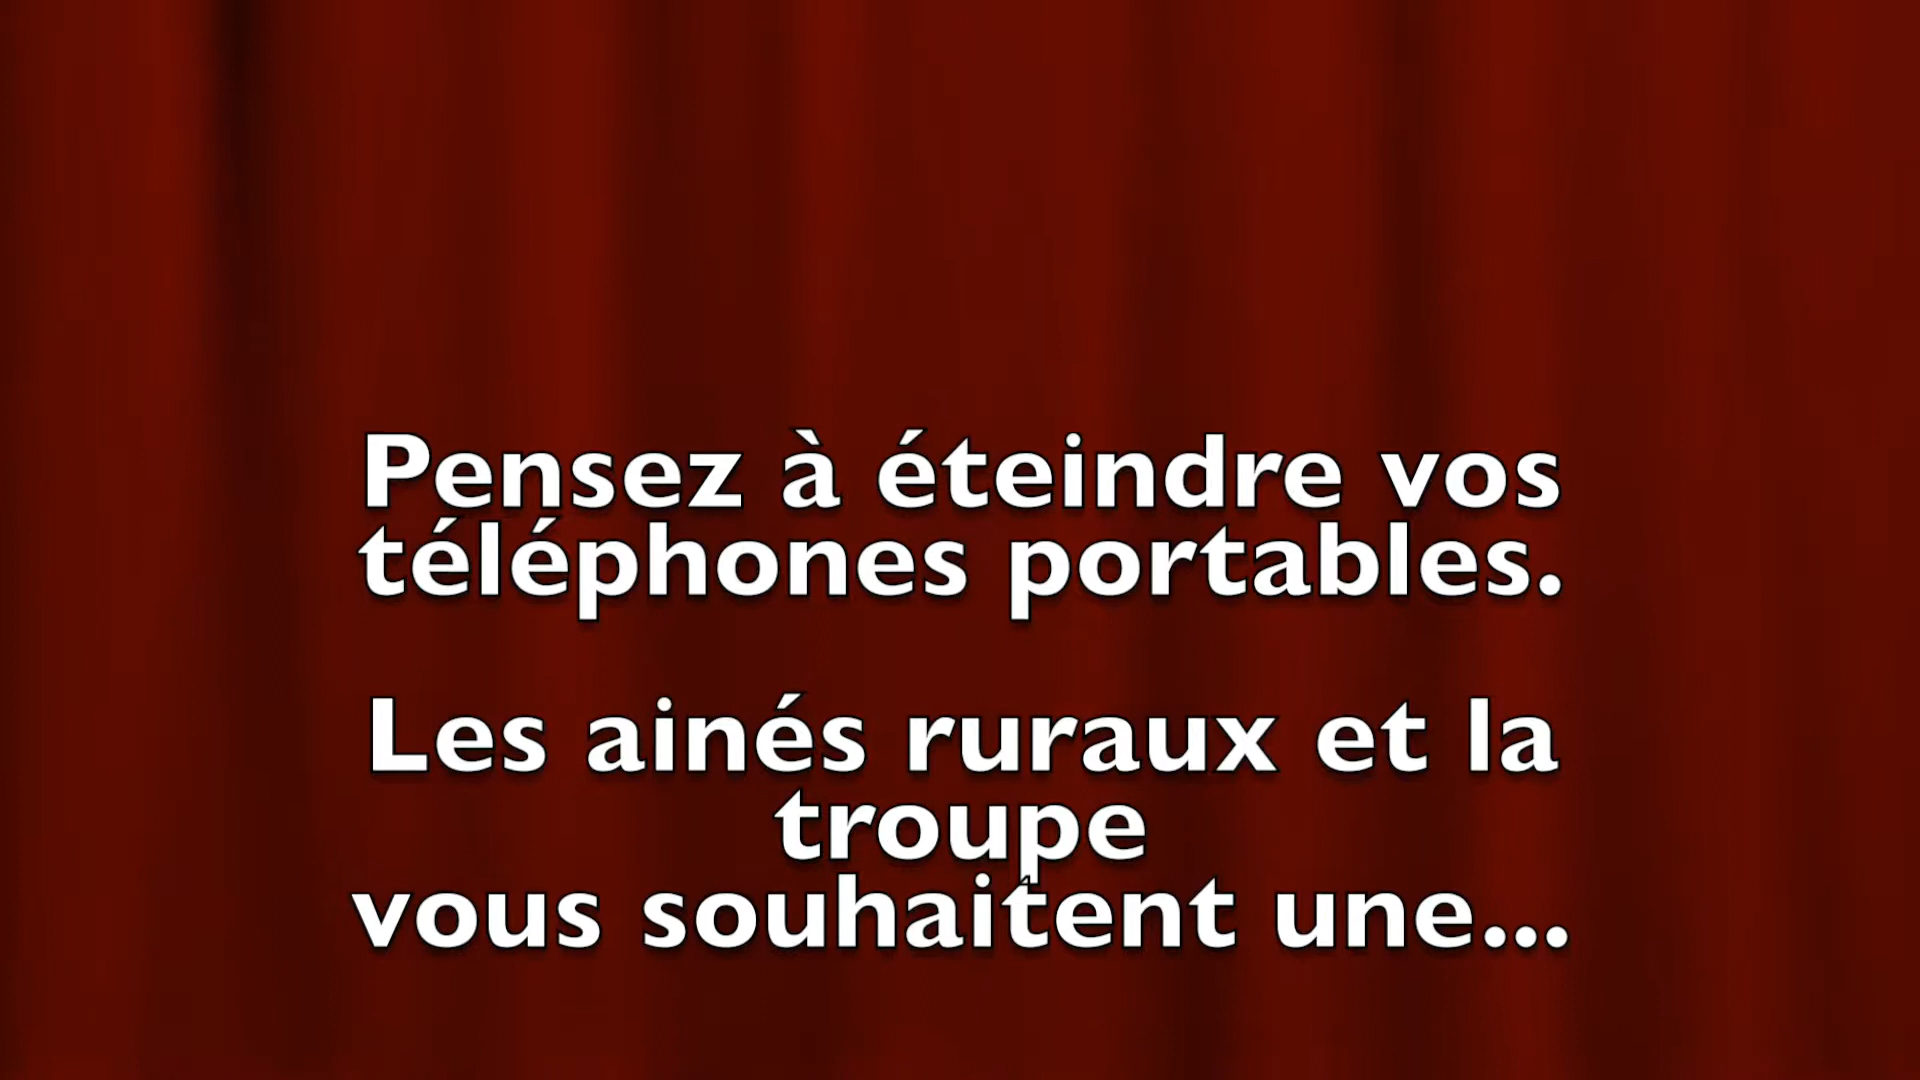 Pensez à éteindre vos
téléphones portables.
Les ainés ruraux et la
troupe
vous souhaitent une...